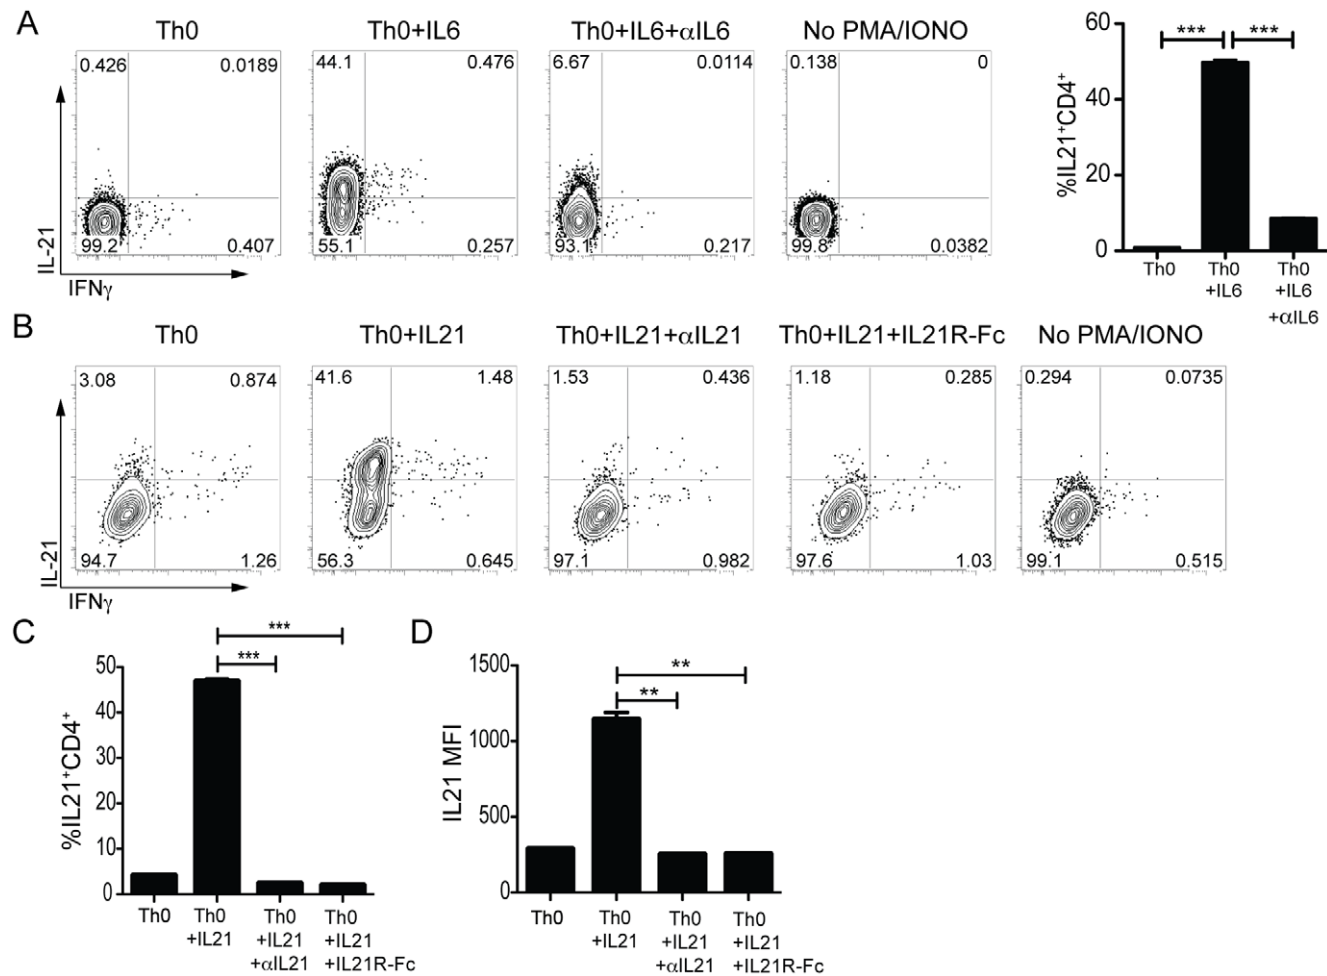 A
Th0
Th0+IL6
Th0+IL6+αIL6
No PMA/IONO
0.426 0.0189
99.2 0.407
44.1 0.476
55.1 0.257
6.67 0.0114
93.1 0.217
0.138 0
99.8 0.0382
IL-21
IFNγ
%IL21⁺CD4⁺
60
40
20
0
*** ***
Th0
Th0
+IL6
Th0
+IL6
+αIL6
B
Th0
Th0+IL21
Th0+IL21+αIL21
Th0+IL21+IL21R-Fc
No PMA/IONO
3.08 0.874
94.7 1.26
41.6 1.48
56.3 0.645
1.53 0.436
97.1 0.982
1.18 0.285
97.6 1.03
0.294 0.0735
99.1 0.515
IL-21
IFNγ
C
%IL21⁺CD4⁺
50
40
30
20
10
0
***
***
Th0
Th0
+IL21
Th0
+IL21
+αIL21
Th0
+IL21
+IL21R-Fc
D
IL21 MFI
1500
1000
500
0
**
**
Th0
Th0
+IL21
Th0
+IL21
+αIL21
Th0
+IL21
+IL21R-Fc